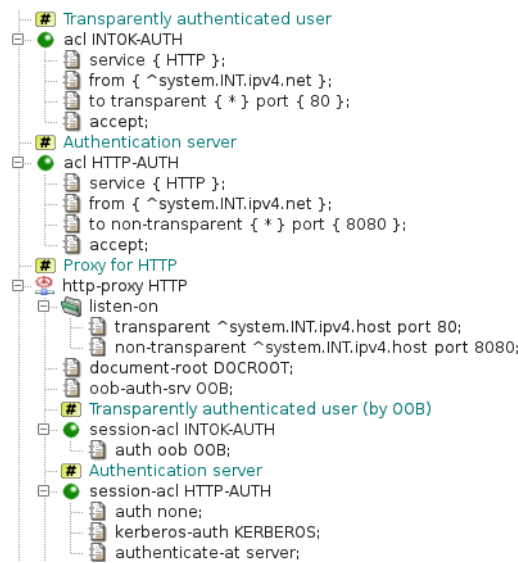 # Transparently authenticated user
acl INTOK-AUTH
service { HTTP };
from { ^system.INT.ipv4.net };
to transparent { * } port { 80 };
accept;
# Authentication server
acl HTTP-AUTH
service { HTTP };
from { ^system.INT.ipv4.net };
to non-transparent { * } port { 8080 };
accept;
# Proxy for HTTP
http-proxy HTTP
listen-on
transparent ^system.INT.ipv4.host port 80;
non-transparent ^system.INT.ipv4.host port 8080;
document-root DOCROOT;
oob-auth-srv OOB;
# Transparently authenticated user (by OOB)
session-acl INTOK-AUTH
auth oob OOB;
# Authentication server
session-acl HTTP-AUTH
auth none;
kerberos-auth KERBEROS;
authenticate-at server;